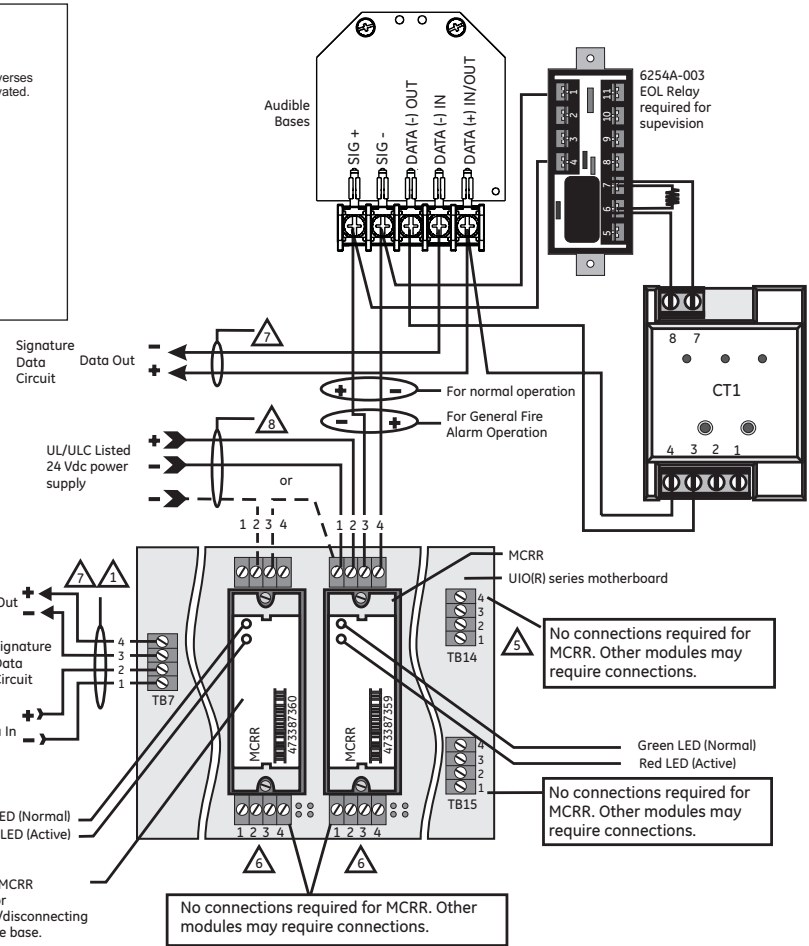 verses
vated.
Audible
Bases
SIG +
SIG -
DATA (-) OUT
DATA (-) IN
DATA (+) IN/OUT
1
2
3
4
11
10
9
8
7
6
5
6254A-003
EOL Relay
required for
supevision
8 7
CT1
4 3 2 1
Signature
Data
Circuit
Data Out
-
+
7
+ -
For normal operation
- +
For General Fire
Alarm Operation
8
UL/ULC Listed
24 Vdc power
supply
+
-
-
or
1 2 3 4
1 2 3 4
MCRR
UIO(R) series motherboard
7
1
Out
+
-
ignature
Data
Circuit
+
-
In
4
3
2
1
TB7
MCRR
473387360
MCRR
473387359
4
3
2
1
TB14
5
No connections required for
MCRR. Other modules may
require connections.
Green LED (Normal)
Red LED (Active)
4
3
2
1
TB15
No connections required for
MCRR. Other modules may
require connections.
ED (Normal)
LED (Active)
1 2 3 4
1 2 3 4
6
6
MCRR
or
/disconnecting
e base.
No connections required for MCRR. Other
modules may require connections.